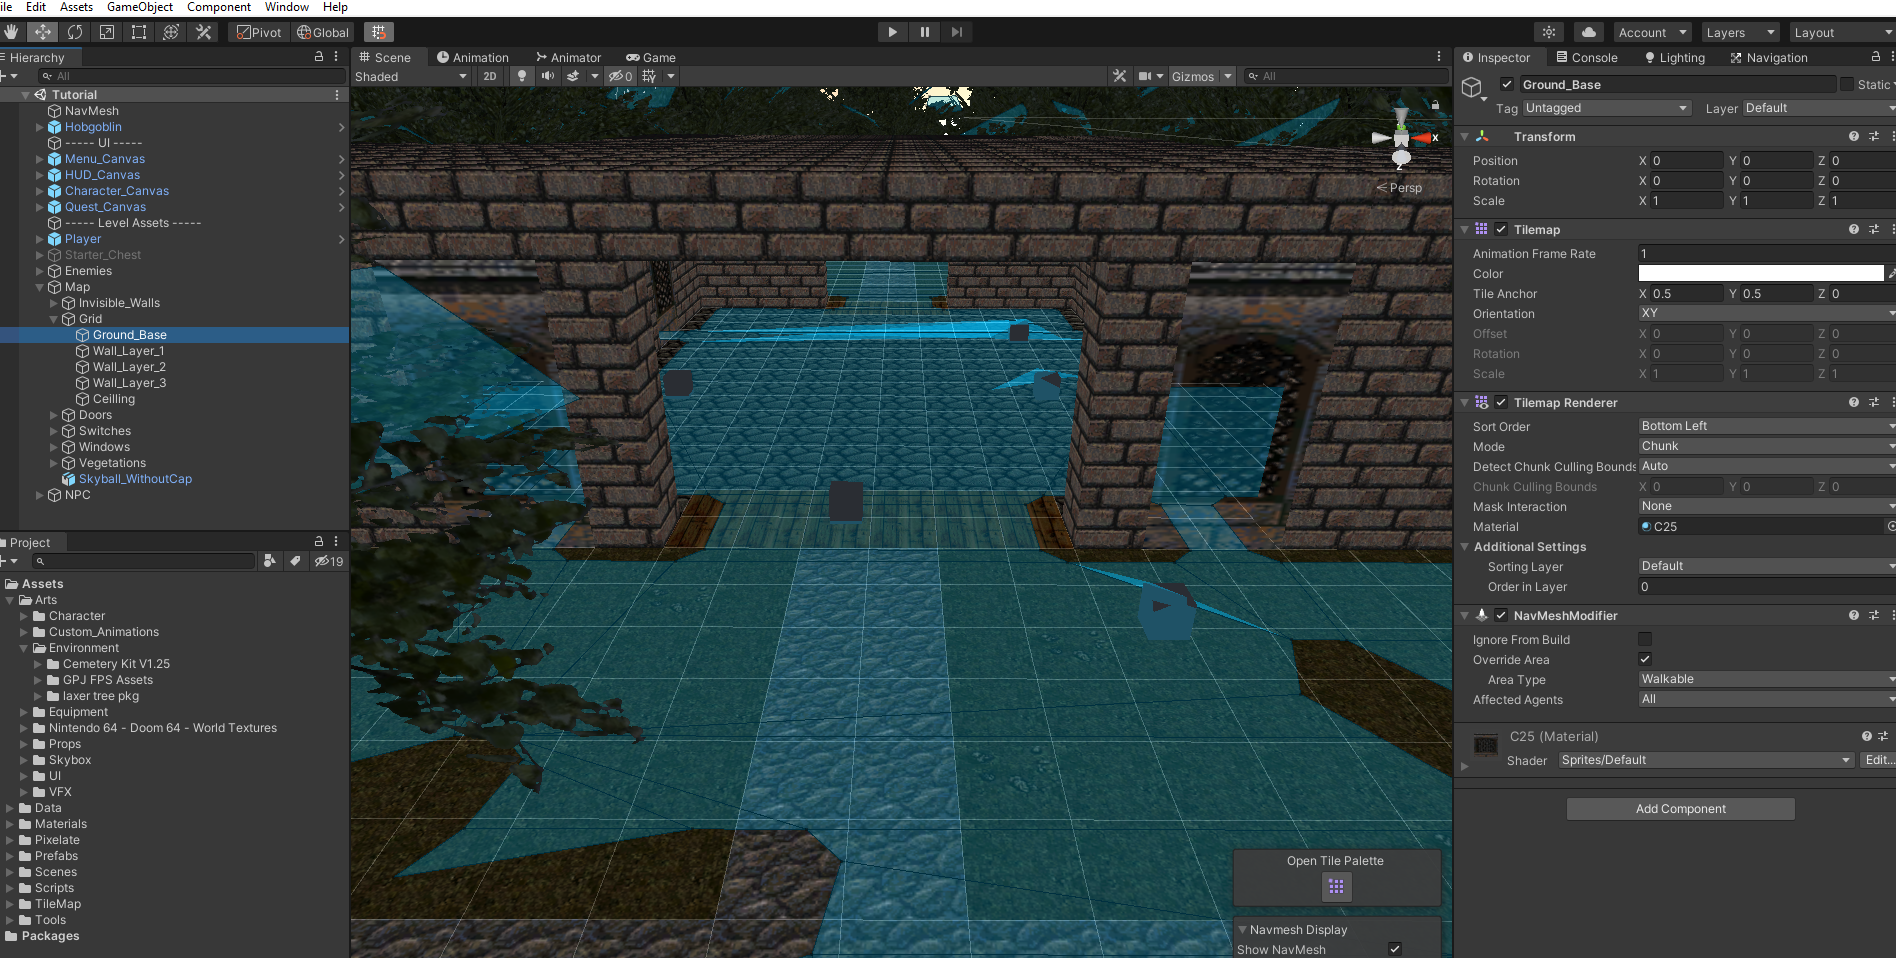 ile Edit Assets GameObject Component Window Help
Pivot Global Account Layers Layout
Hierarchy
All
Tutorial
NavMesh
Hobgoblin
----- UI -----
Menu_Canvas
HUD_Canvas
Character_Canvas
Quest_Canvas
----- Level Assets -----
Player
Starter_Chest
Enemies
Map
Invisible_Walls
Grid
Ground_Base
Wall_Layer_1
Wall_Layer_2
Wall_Layer_3
Ceilling
Doors
Switches
Windows
Vegetations
Skyball_WithoutCap
NPC
Project
19
Assets
Arts
Character
Custom_Animations
Environment
Cemetery Kit V1.25
GPJ FPS Assets
laxer tree pkg
Equipment
Nintendo 64 - Doom 64 - World Textures
Props
Skybox
UI
VFX
Data
Materials
Pixelate
Prefabs
Scenes
Scripts
TileMap
Tools
Packages
Scene Animation Animator Game
Shaded 2D 0 Gizmos All
x
z
Persp
Open Tile Palette
Navmesh Display
Show NavMesh
Inspector Console Lighting Navigation
Ground_Base Static
Tag Untagged Layer Default
Transform
Position X 0 Y 0 Z 0
Rotation X 0 Y 0 Z 0
Scale X 1 Y 1 Z 1
Tilemap
Animation Frame Rate 1
Color
Tile Anchor X 0.5 Y 0.5 Z 0
Orientation XY
Offset X 0 Y 0 Z 0
Rotation X 0 Y 0 Z 0
Scale X 1 Y 1 Z 1
Tilemap Renderer
Sort Order Bottom Left
Mode Chunk
Detect Chunk Culling Bounds Auto
Chunk Culling Bounds X 0 Y 0 Z 0
Mask Interaction None
Material C25
Additional Settings
Sorting Layer Default
Order in Layer 0
NavMeshModifier
Ignore From Build
Override Area
Area Type Walkable
Affected Agents All
C25 (Material)
Shader Sprites/Default Edit...
Add Component